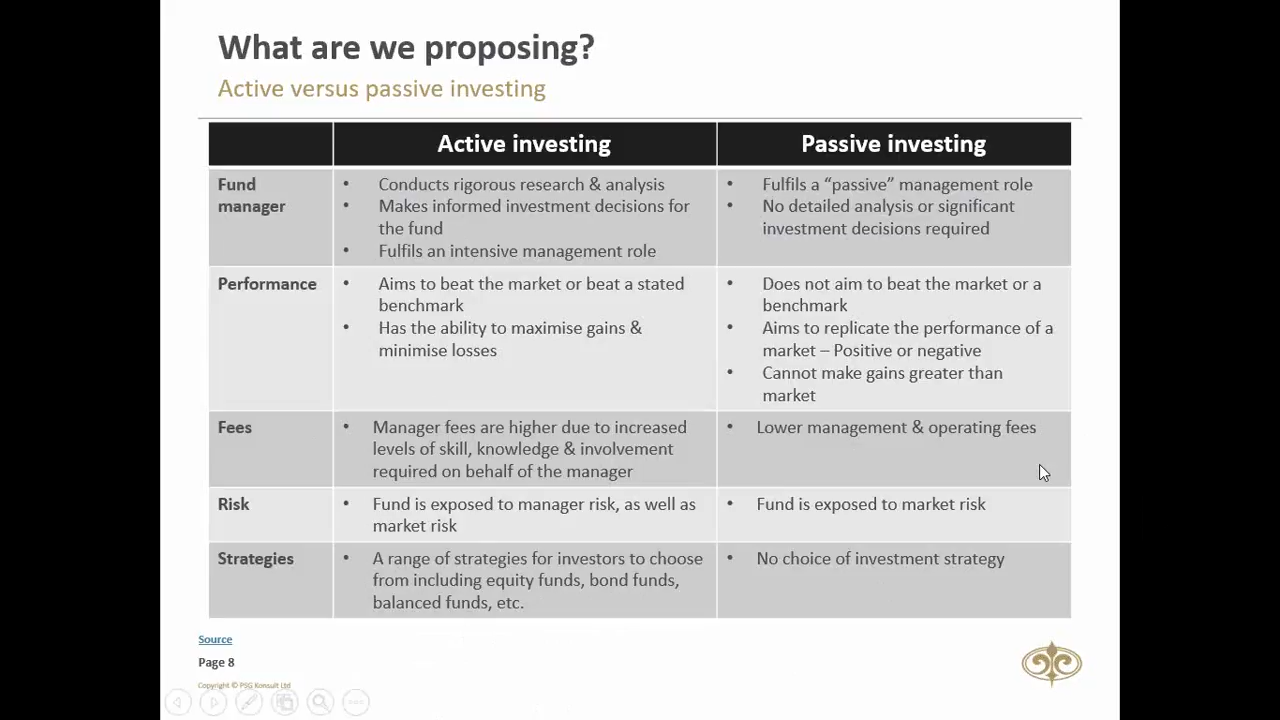 What are we proposing?
Active versus passive investing
Active investing
Passive investing
Fund
manager
• Conducts rigorous research & analysis
• Makes informed investment decisions for
the fund
• Fulfils an intensive management role
• Fulfils a “passive” management role
• No detailed analysis or significant
investment decisions required
Performance
• Aims to beat the market or beat a stated
benchmark
• Has the ability to maximise gains &
minimise losses
• Does not aim to beat the market or a
benchmark
• Aims to replicate the performance of a
market – Positive or negative
• Cannot make gains greater than
market
Fees
• Manager fees are higher due to increased
levels of skill, knowledge & involvement
required on behalf of the manager
• Lower management & operating fees
Risk
• Fund is exposed to manager risk, as well as
market risk
• Fund is exposed to market risk
Strategies
• A range of strategies for investors to choose
from including equity funds, bond funds,
balanced funds, etc.
• No choice of investment strategy
Source
Page 8
Copyright © PSG Konsult Ltd